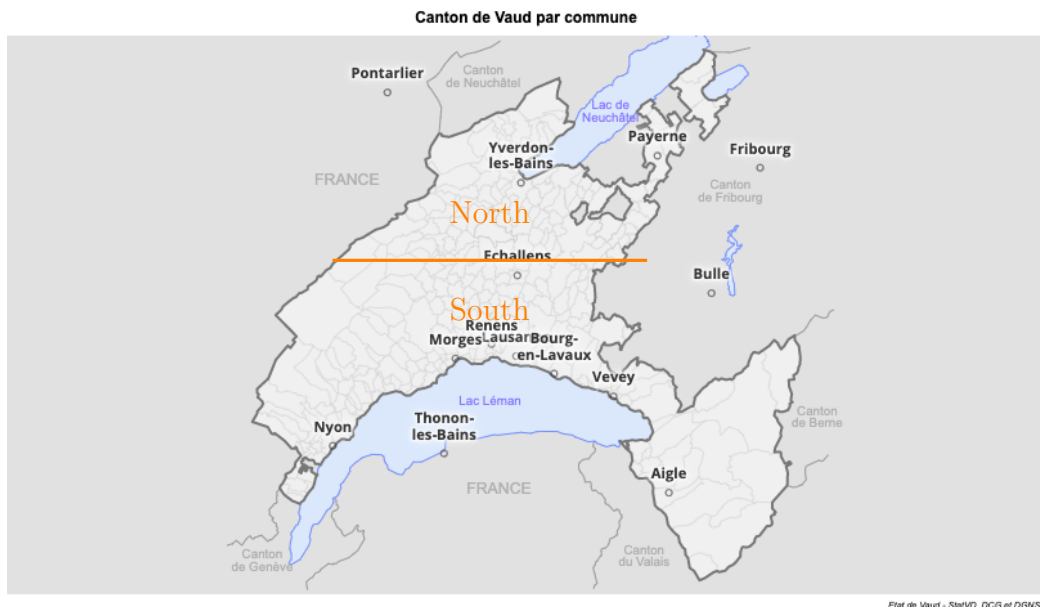 Canton de Vaud par commune
Pontarlier
Canton
de Neuchâtel
Lac de
Neuchâtel
Payerne
Fribourg
Yverdon-
les-Bains
FRANCE
Canton
de Fribourg
North
Echallens
Bulle
South
Renens
Morges
Lausan
Bourg-
en-Lavaux
Vevey
Lac Léman
Canton
de Berne
Nyon
Thonon-
les-Bains
Aigle
FRANCE
Canton
de Genève
Canton
du Valais
Etat de Vaud - StatVD, DCG et DGNSI